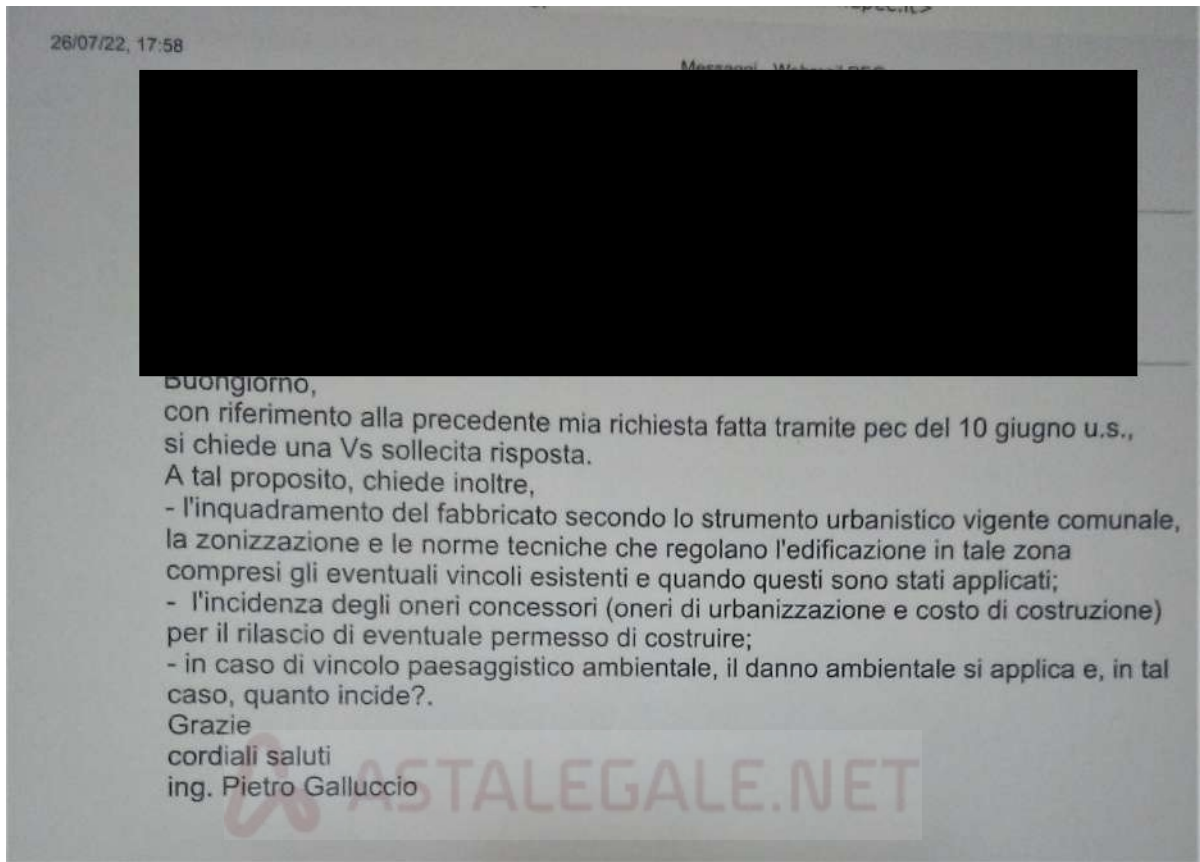 26/07/22, 17:58
Buongiorno,
con riferimento alla precedente mia richiesta fatta tramite pec del 10 giugno u.s.,
si chiede una Vs sollecita risposta.
A tal proposito, chiede inoltre,
- l'inquadramento del fabbricato secondo lo strumento urbanistico vigente comunale,
la zonizzazione e le norme tecniche che regolano l'edificazione in tale zona
compresi gli eventuali vincoli esistenti e quando questi sono stati applicati;
- l'incidenza degli oneri concessori (oneri di urbanizzazione e costo di costruzione)
per il rilascio di eventuale permesso di costruire;
- in caso di vincolo paesaggistico ambientale, il danno ambientale si applica e, in tal
caso, quanto incide?.
Grazie
cordiali saluti
ing. Pietro Galluccio
ASTALEGALE.NET